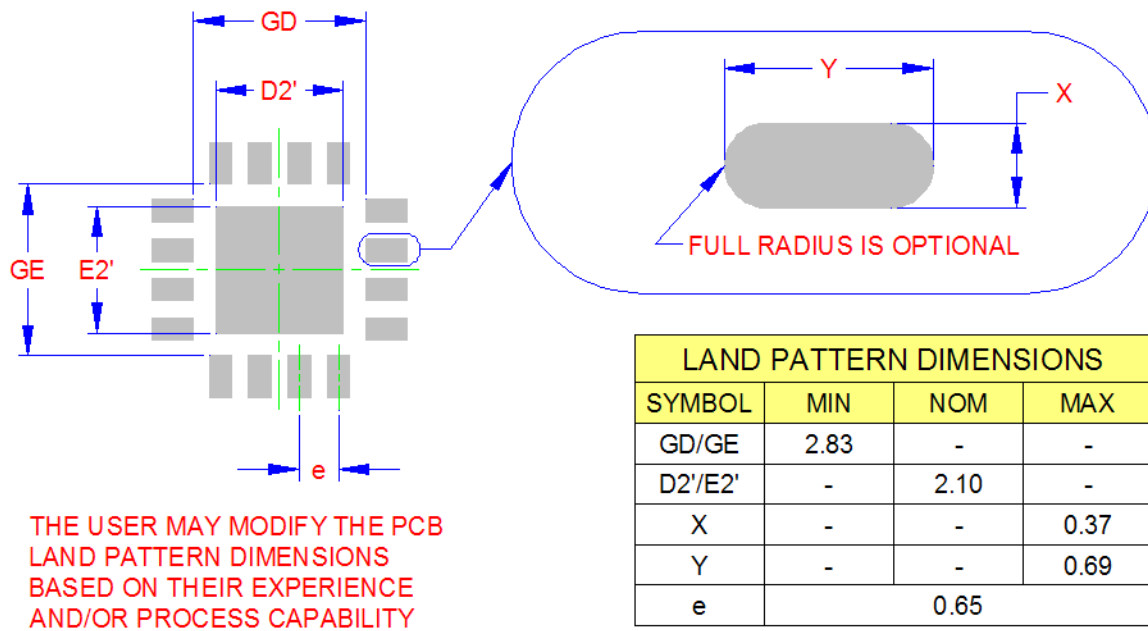 GD
D2'
GE
E2'
e
THE USER MAY MODIFY THE PCB
LAND PATTERN DIMENSIONS
BASED ON THEIR EXPERIENCE
AND/OR PROCESS CAPABILITY
Y
X
FULL RADIUS IS OPTIONAL
LAND PATTERN DIMENSIONS
SYMBOL MIN NOM MAX
GD/GE 2.83 - -
D2'/E2' - 2.10 -
X - - 0.37
Y - - 0.69
e 0.65